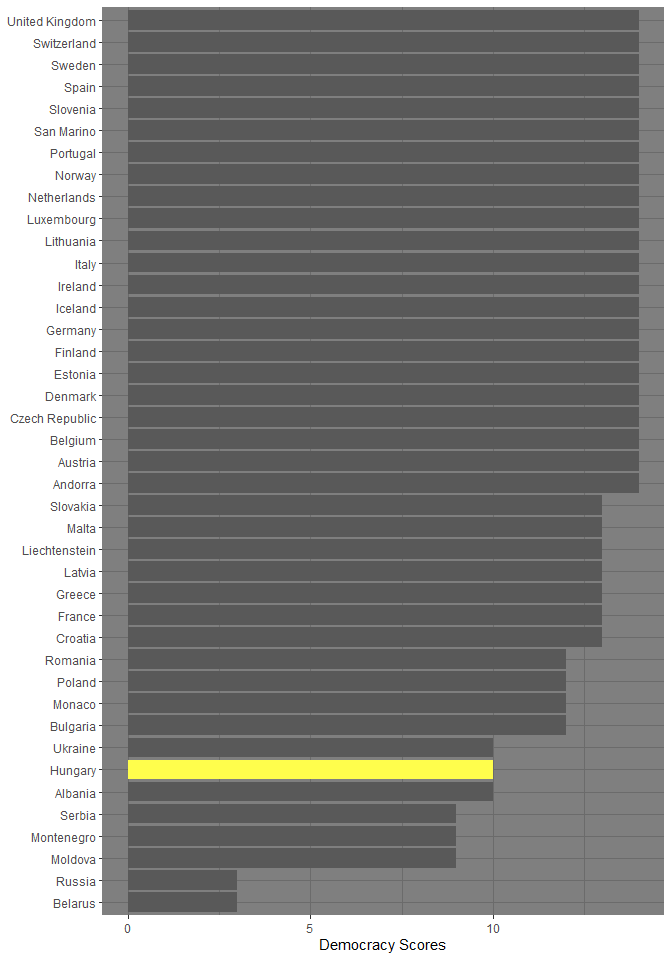 United Kingdom
Switzerland
Sweden
Spain
Slovenia
San Marino
Portugal
Norway
Netherlands
Luxembourg
Lithuania
Italy
Ireland
Iceland
Germany
Finland
Estonia
Denmark
Czech Republic
Belgium
Austria
Andorra
Slovakia
Malta
Liechtenstein
Latvia
Greece
France
Croatia
Romania
Poland
Monaco
Bulgaria
Ukraine
Hungary
Albania
Serbia
Montenegro
Moldova
Russia
Belarus
0 5 10
Democracy Scores